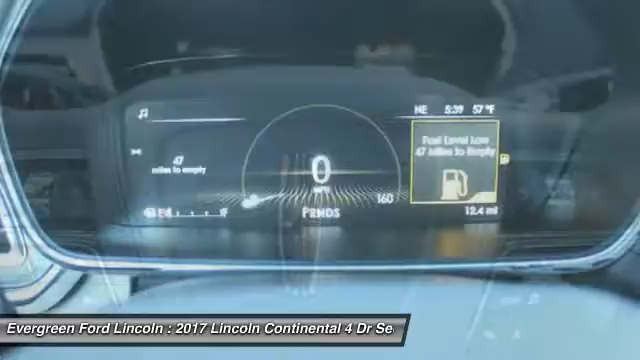 NE 5:39 57°F
Fuel Level Low
47 Miles to Empty
47
miles to empty
0
MPH
160
E F
PRNDS
12.4 mi
Evergreen Ford Lincoln : 2017 Lincoln Continental 4 Dr Se